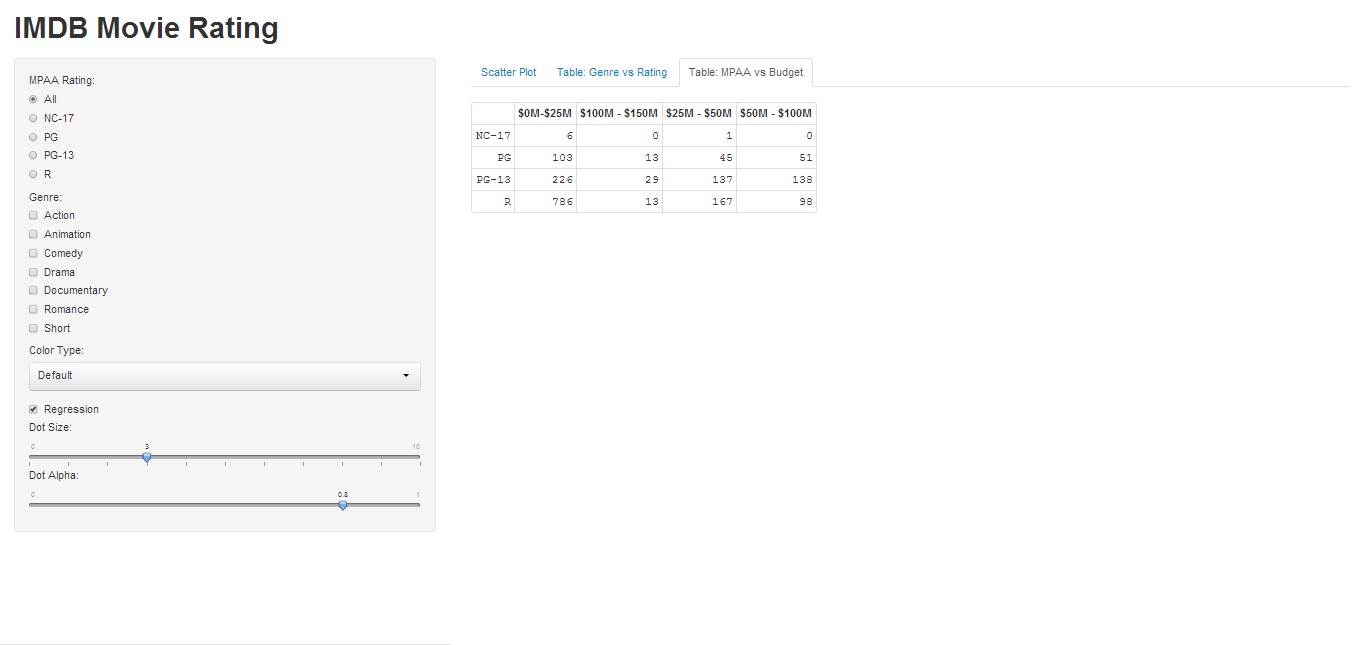 IMDB Movie Rating
MPAA Rating:
All
NC-17
PG
PG-13
R
Genre:
Action
Animation
Comedy
Drama
Documentary
Romance
Short
Color Type:
Default
Regression
Dot Size:
0 3 10
Dot Alpha:
0 0.8 1
Scatter Plot Table: Genre vs Rating Table: MPAA vs Budget
$0M-$25M $100M - $150M $25M - $50M $50M - $100M
NC-17 6 0 1 0
PG 103 13 45 51
PG-13 226 29 137 138
R 786 13 167 98